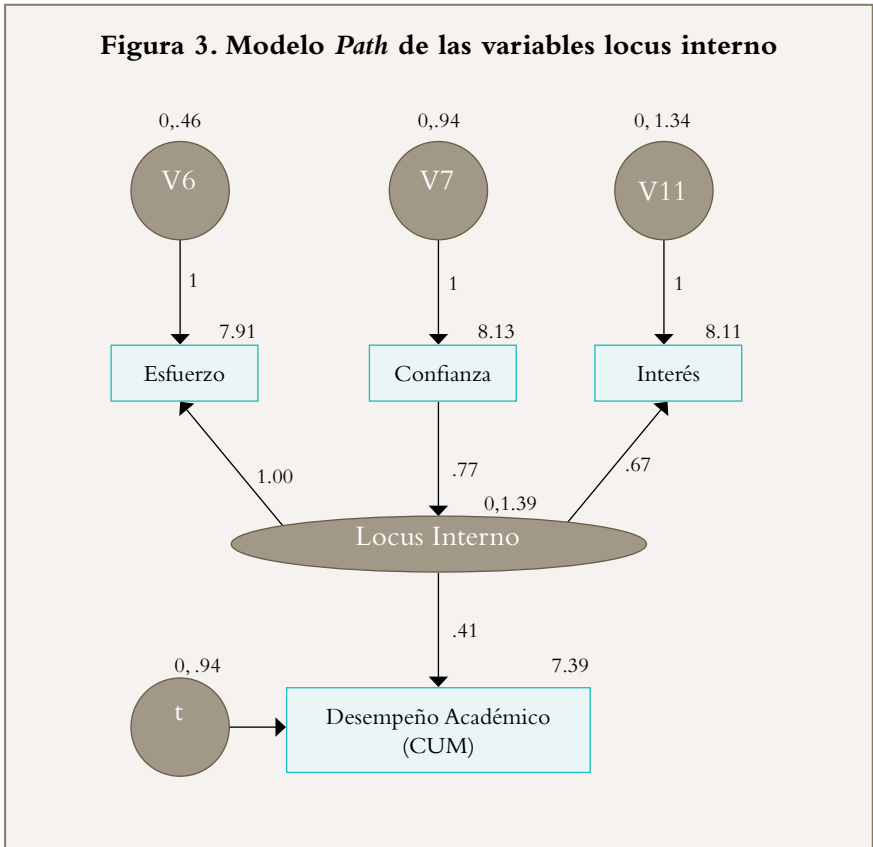 Figura 3. Modelo Path de las variables locus interno
0,.46
0,.94
0, 1.34
V6
V7
V11
1
1
1
7.91
8.13
8.11
Esfuerzo
Confianza
Interés
1.00
.77
.67
0,1.39
Locus Interno
.41
0, .94
7.39
t
Desempeño Académico
(CUM)